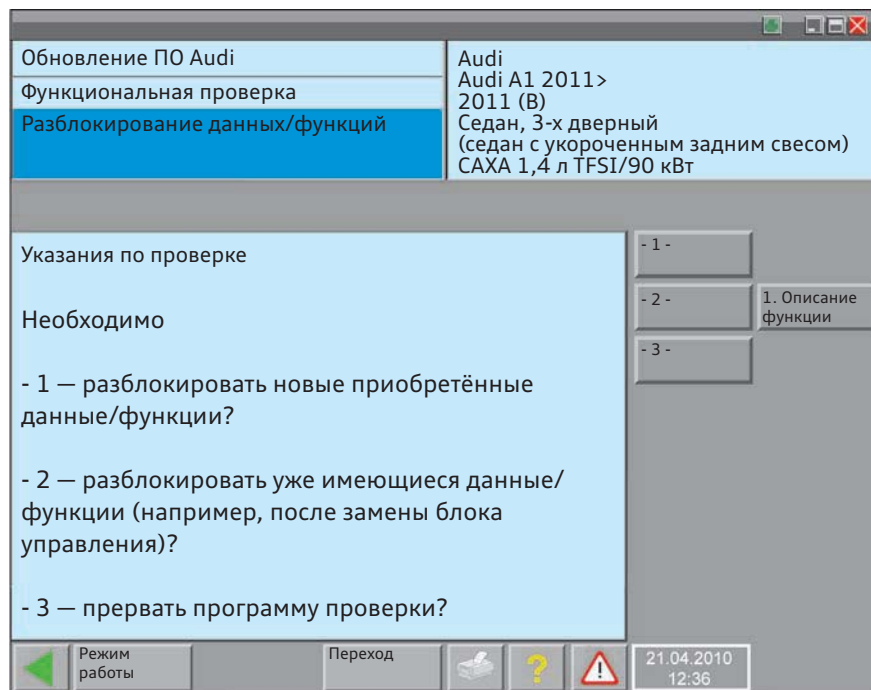 Обновление ПО Audi
Функциональная проверка
Разблокирование данных/функций
Audi
Audi A1 2011>
2011 (B)
Седан, 3-х дверный
(седан с укороченным задним свесом)
CAXA 1,4 л TFSI/90 кВт
Указания по проверке
Необходимо
- 1 — разблокировать новые приобретённые
данные/функции?
- 2 — разблокировать уже имеющиеся данные/
функции (например, после замены блока
управления)?
- 3 — прервать программу проверки?
- 1 -
- 2 -
1. Описание
функции
- 3 -
Режим
работы
Переход
?
21.04.2010
12:36